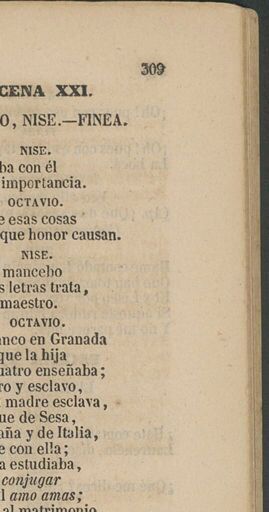 309
CENA XXI.
O, NISE.—FINEA.
NISE.
ba con él
importancia.
OCTAVIO.
e esas cosas
que honor causan.
NISE.
mancebo
s letras trata,
maestro.
OCTAVIO.
anco en Granada
que la hija
uatro enseñaba;
ro y esclavo,
madre esclava,
ue de Sesa,
aña y de Italia,
e con ella;
a estudiaba,
conjugar
l amo amas;
al matrimonio